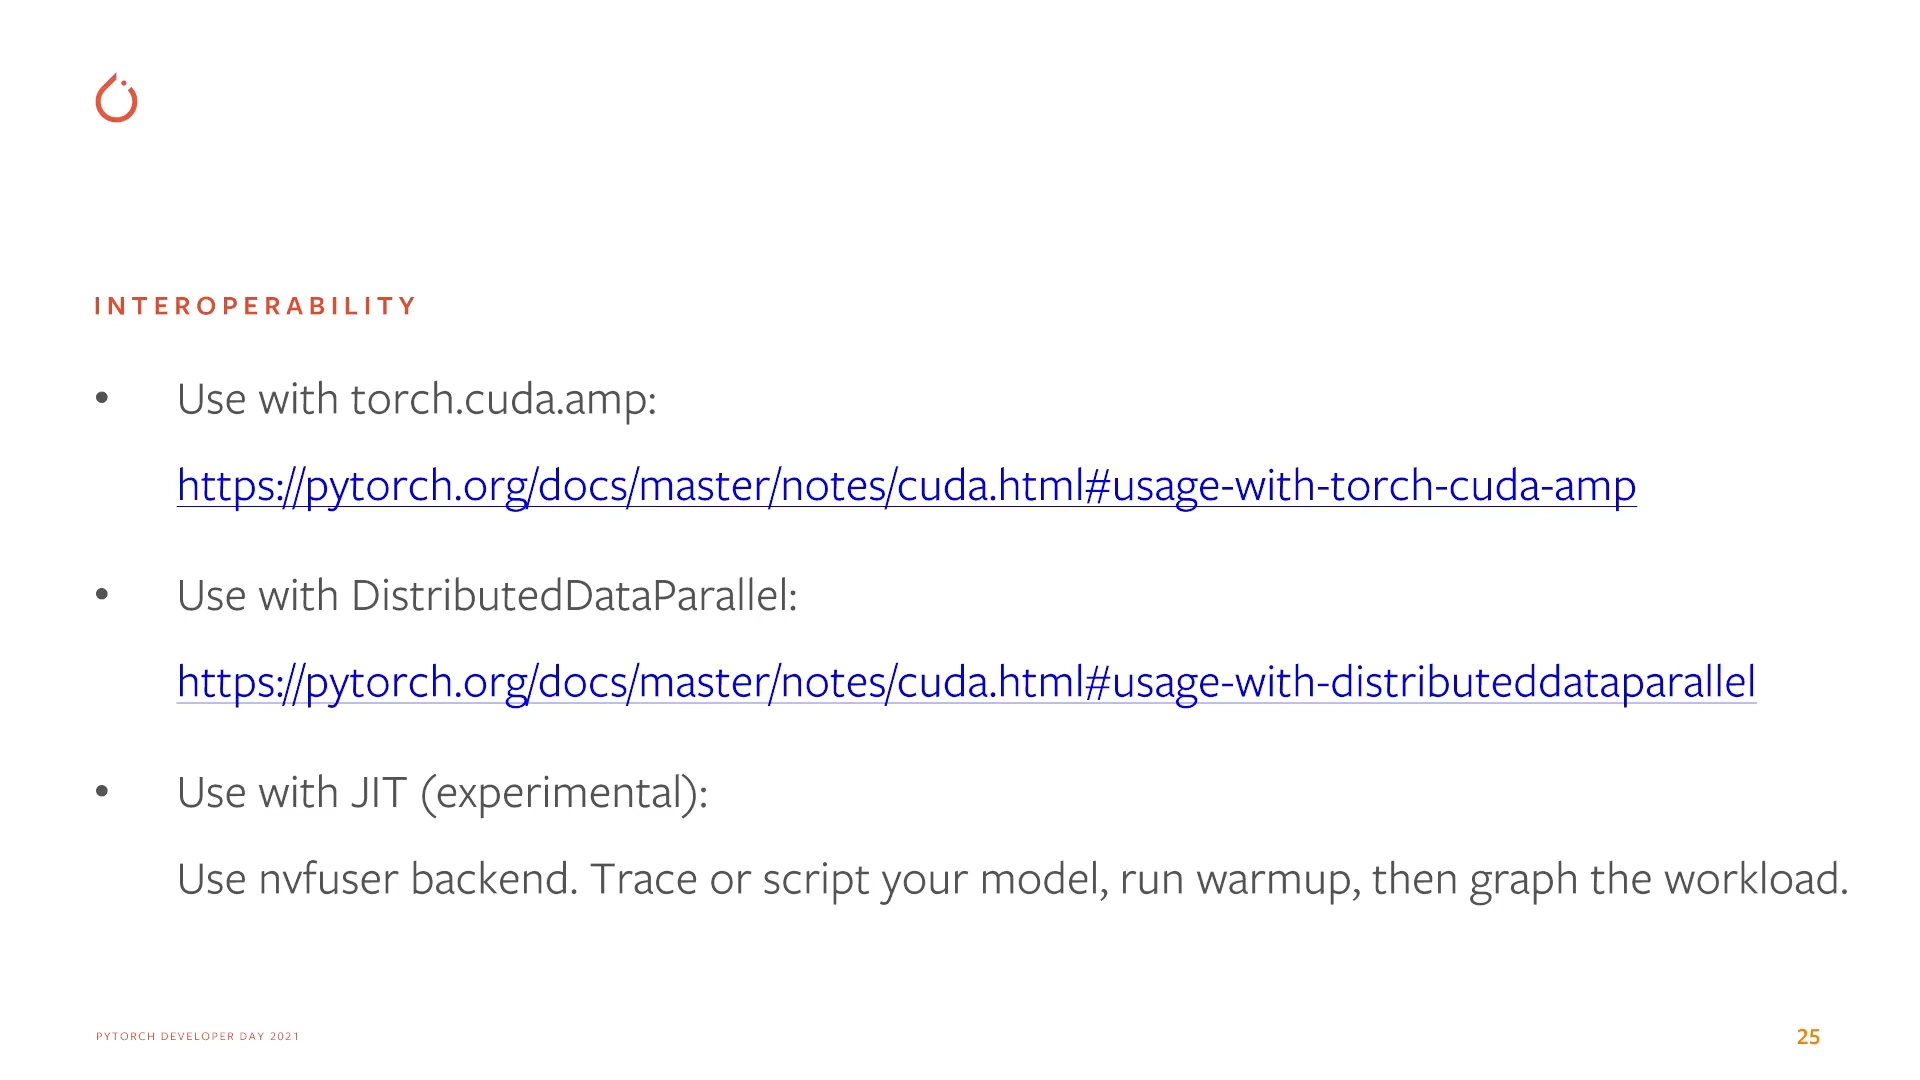 INTEROPERABILITY
• Use with torch.cuda.amp:
https://pytorch.org/docs/master/notes/cuda.html#usage-with-torch-cuda-amp
• Use with DistributedDataParallel:
https://pytorch.org/docs/master/notes/cuda.html#usage-with-distributeddataparallel
• Use with JIT (experimental):
Use nvfuser backend. Trace or script your model, run warmup, then graph the workload.
PYTORCH DEVELOPER DAY 2021
25